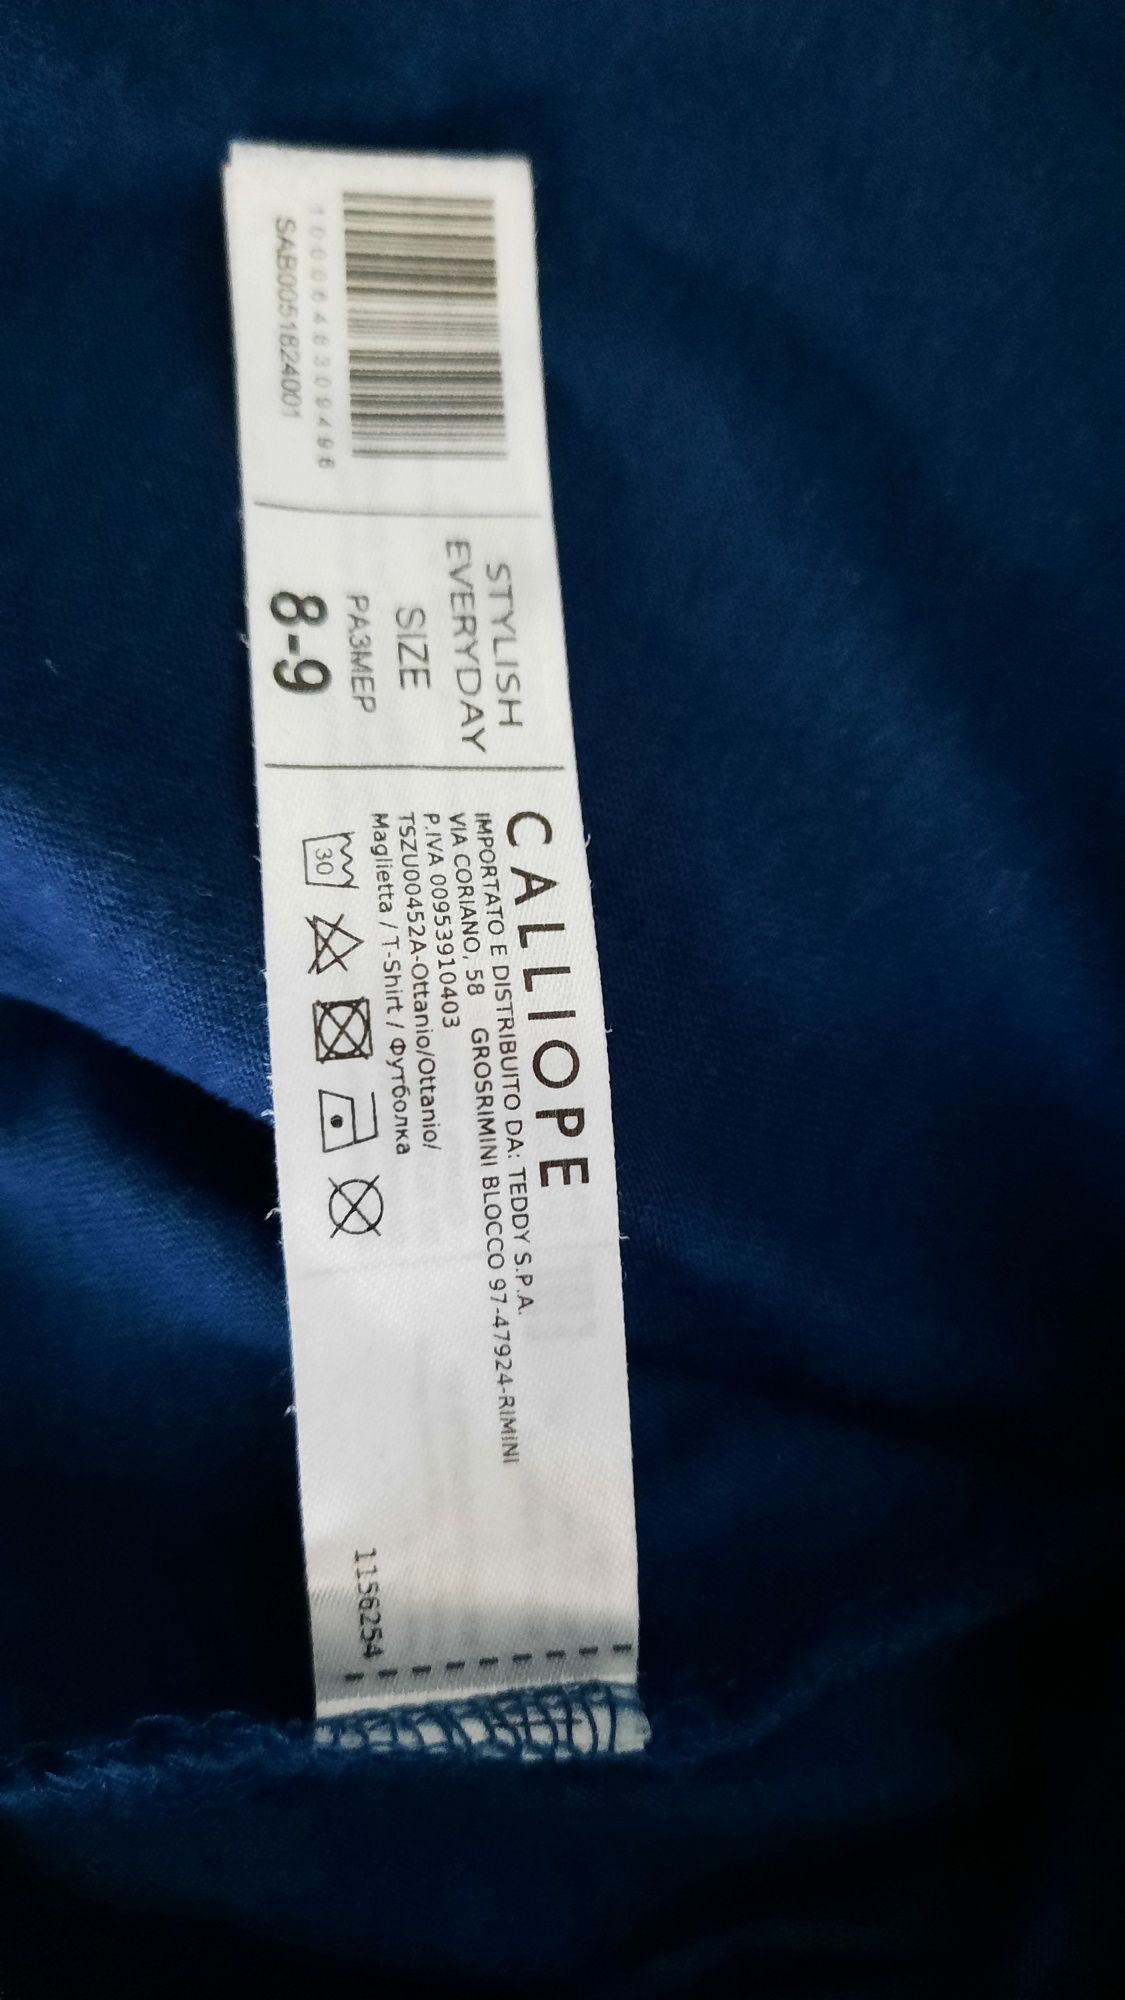 1000648309496
SAB0051824001
STYLISH
EVERYDAY
SIZE
РАЗМЕР
8-9
CALLIOPE
IMPORTATO E DISTRIBUITO DA: TEDDY S.P.A.
VIA CORIANO, 58 GROSRIMINI BLOCCO 97-47924-RIMINI
P.IVA 00953910403
TSZU00452A-Ottanio/Ottanio/
Maglietta / T-Shirt / Футболка
30
1156254